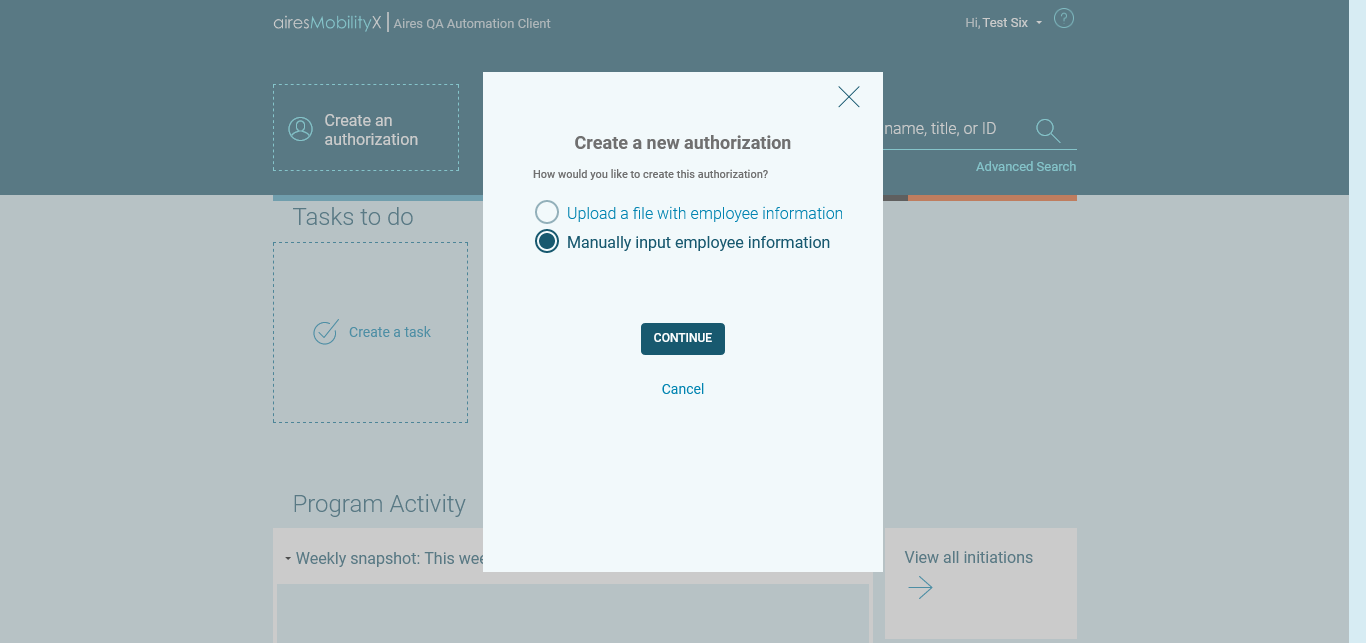 airesMobilityX Aires QA Automation Client
Hi, Test Six
?
Create an
authorization
name, title, or ID
Advanced Search
Create a new authorization
How would you like to create this authorization?
Upload a file with employee information
Manually input employee information
CONTINUE
Cancel
Tasks to do
Create a task
Program Activity
Weekly snapshot: This
View all initiations